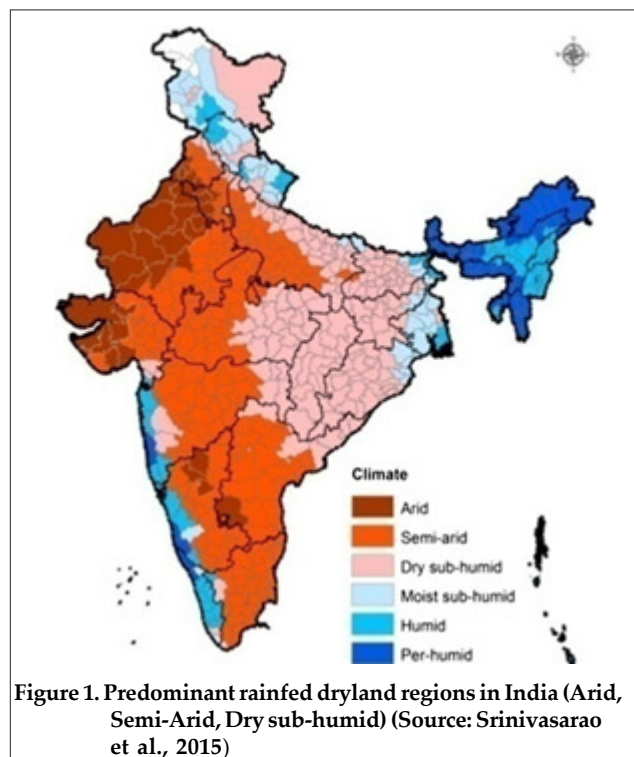 Climate
Arid
Semi-arid
Dry sub-humid
Moist sub-humid
Humid
Per-humid
Figure 1. Predominant rainfed dryland regions in India (Arid,
Semi-Arid, Dry sub-humid) (Source: Srinivasarao
et al., 2015)